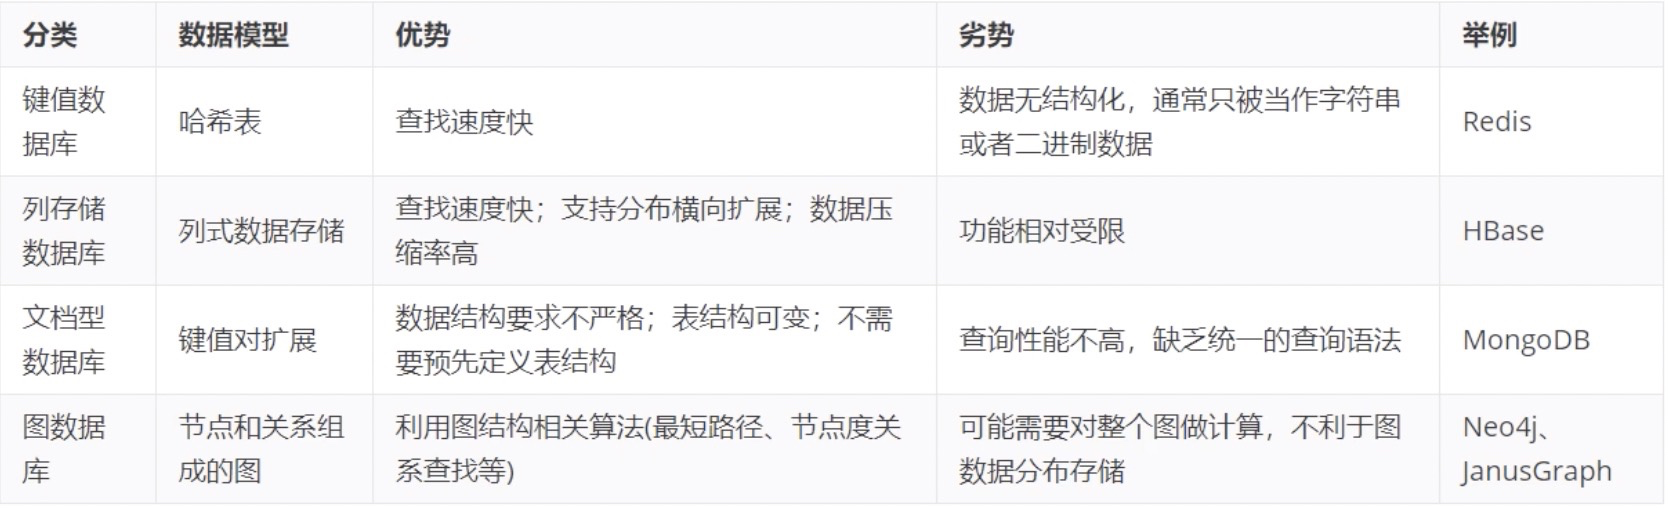 分类 数据模型 优势 劣势 举例
键值数
据库
哈希表
查找速度快
数据无结构化，通常只被当作字符串
或者二进制数据
Redis
列存储
数据库
列式数据存储
查找速度快；支持分布横向扩展；数据压
缩率高
功能相对受限
HBase
文档型
数据库
键值对扩展
数据结构要求不严格；表结构可变；不需
要预先定义表结构
查询性能不高，缺乏统一的查询语法
MongoDB
图数据
库
节点和关系组
成的图
利用图结构相关算法(最短路径、节点度关
系查找等)
可能需要对整个图做计算，不利于图
数据分布存储
Neo4j、
JanusGraph